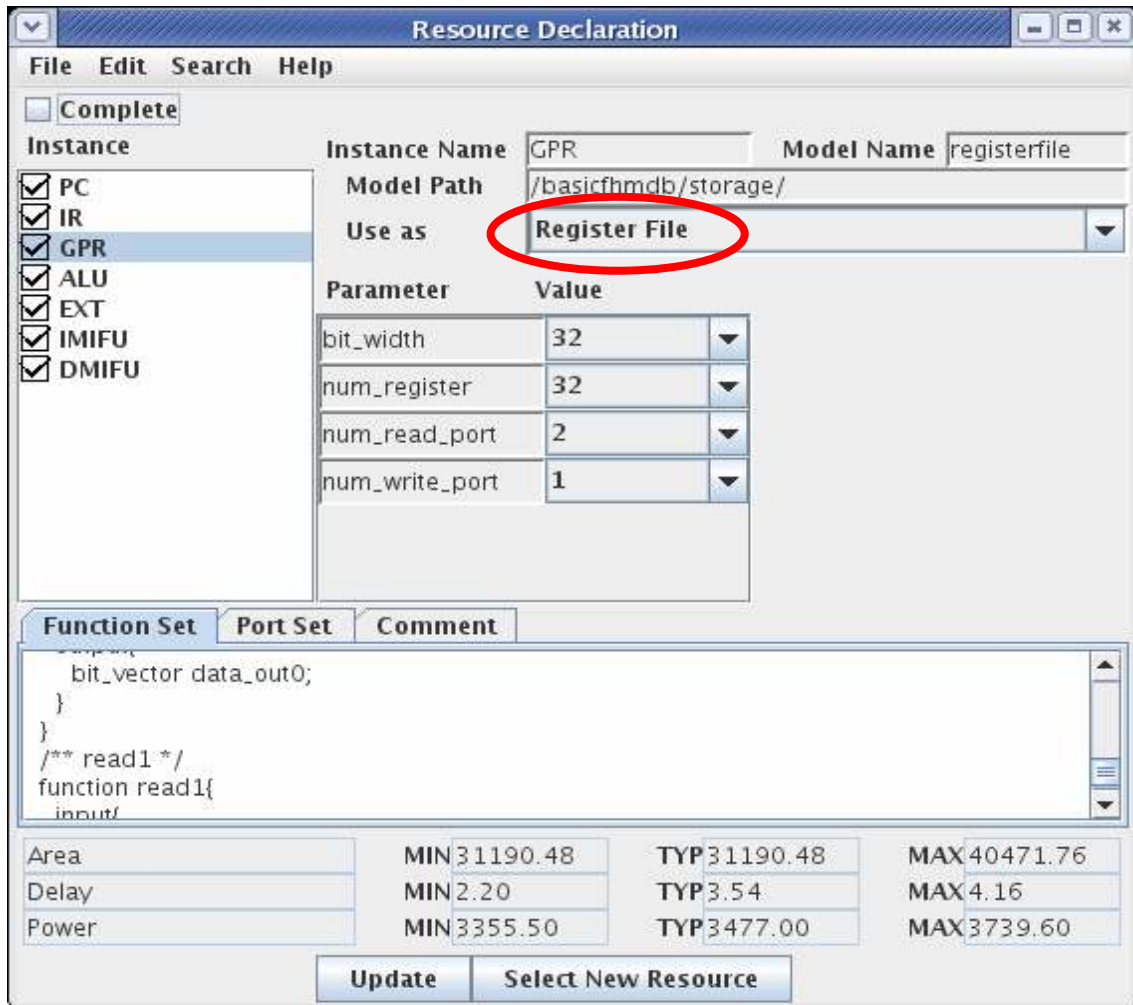 Resource Declaration
File Edit Search Help
Complete
Instance
Instance Name GPR Model Name registerfile
Model Path /basicfhmdb/storage/
Use as Register File
PC
IR
GPR
ALU
EXT
IMIFU
DMIFU
Parameter Value
bit_width 32
num_register 32
num_read_port 2
num_write_port 1
Function Set Port Set Comment
output{
bit_vector data_out0;
}
}
/** read1 */
function read1{
input{
Area MIN 31190.48 TYP 31190.48 MAX 40471.76
Delay MIN 2.20 TYP 3.54 MAX 4.16
Power MIN 3355.50 TYP 3477.00 MAX 3739.60
Update Select New Resource